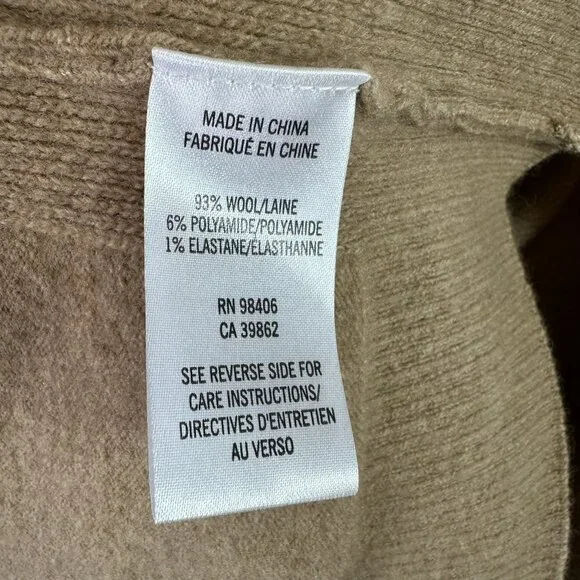 MADE IN CHINA
FABRIQUÉ EN CHINE
93% WOOL/LAINE
6% POLYAMIDE/POLYAMIDE
1% ELASTANE/ÉLASTHANNE
RN 98406
CA 39862
SEE REVERSE SIDE FOR
CARE INSTRUCTIONS/
DIRECTIVES D'ENTRETIEN
AU VERSO